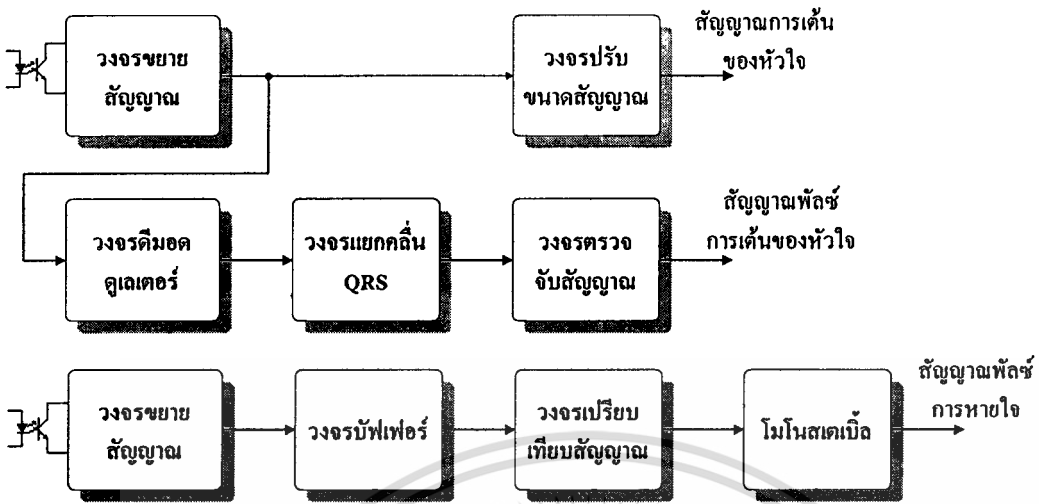 วงจรขยาย
สัญญาณ
วงจรปรับ
ขนาดสัญญาณ
สัญญาณการเต้น
ของหัวใจ
วงจรดีมอด
ดูเลเตอร์
วงจรแยกคลื่น
QRS
วงจรตรวจ
จับสัญญาณ
สัญญาณพัลซ์
การเต้นของหัวใจ
วงจรขยาย
สัญญาณ
วงจรบัฟเฟอร์
วงจรเปรียบ
เทียบสัญญาณ
โมโนสเตเบิ้ล
สัญญาณพัลซ์
การหายใจ